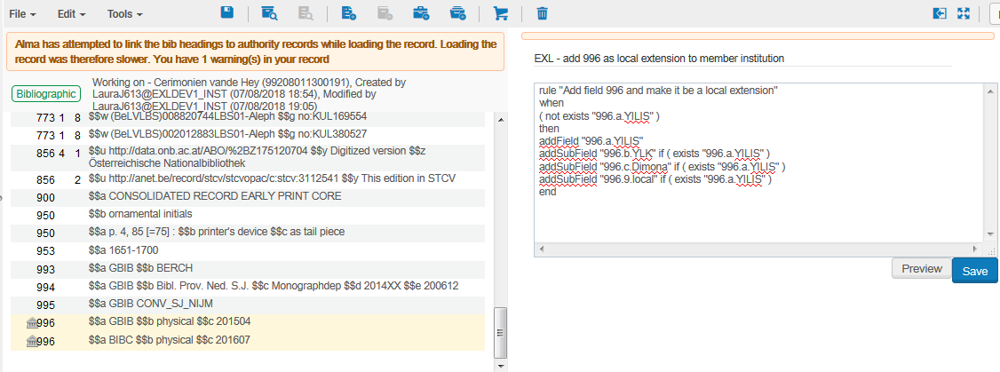 File Edit Tools
Alma has attempted to link the bib headings to authority records while loading the record. Loading the
record was therefore slower. You have 1 warning(s) in your record
Bibliographic
Working on - Cerimonien vande Hey (99208011300191), Created by
LauraJ613@EXLDEV1_INST (07/08/2018 18:54), Modified by
LauraJ613@EXLDEV1_INST (07/08/2018 19:05)
773 1 8 $$w (BeLVLBS)008820744LBS01-Aleph $$g no:KUL169554
773 1 8 $$w (BeLVLBS)002012883LBS01-Aleph $$g no:KUL380527
856 4 1 $$u http://data.onb.ac.at/ABO/%2BZ175120704 $$y Digitized version $$z
Österreichische Nationalbibliothek
856 2 $$u http://anet.be/record/stcv/stcvopac/c:stcv:3112541 $$y This edition in STCV
900 $$a CONSOLIDATED RECORD EARLY PRINT CORE
950 $$b ornamental initials
950 $$a p. 4, 85 [=75] : $$b printer's device $$c as tail piece
953 $$a 1651-1700
993 $$a GBIB $$b BERCH
994 $$a GBIB $$b Bibl. Prov. Ned. S.J. $$c Monographdep $$d 2014XX $$e 200612
995 $$a GBIB CONV_SJ_NIJM
996 $$a GBIB $$b physical $$c 201504
996 $$a BIBC $$b physical $$c 201607
EXL - add 996 as local extension to member institution
rule "Add field 996 and make it be a local extension"
when
( not exists "996.a.YILIS" )
then
addField "996.a.YILIS"
addSubField "996.b.YLK" if ( exists "996.a.YILIS" )
addSubField "996.c.Dimona" if ( exists "996.a.YILIS" )
addSubField "996.9.local" if ( exists "996.a.YILIS" )
end
Preview Save